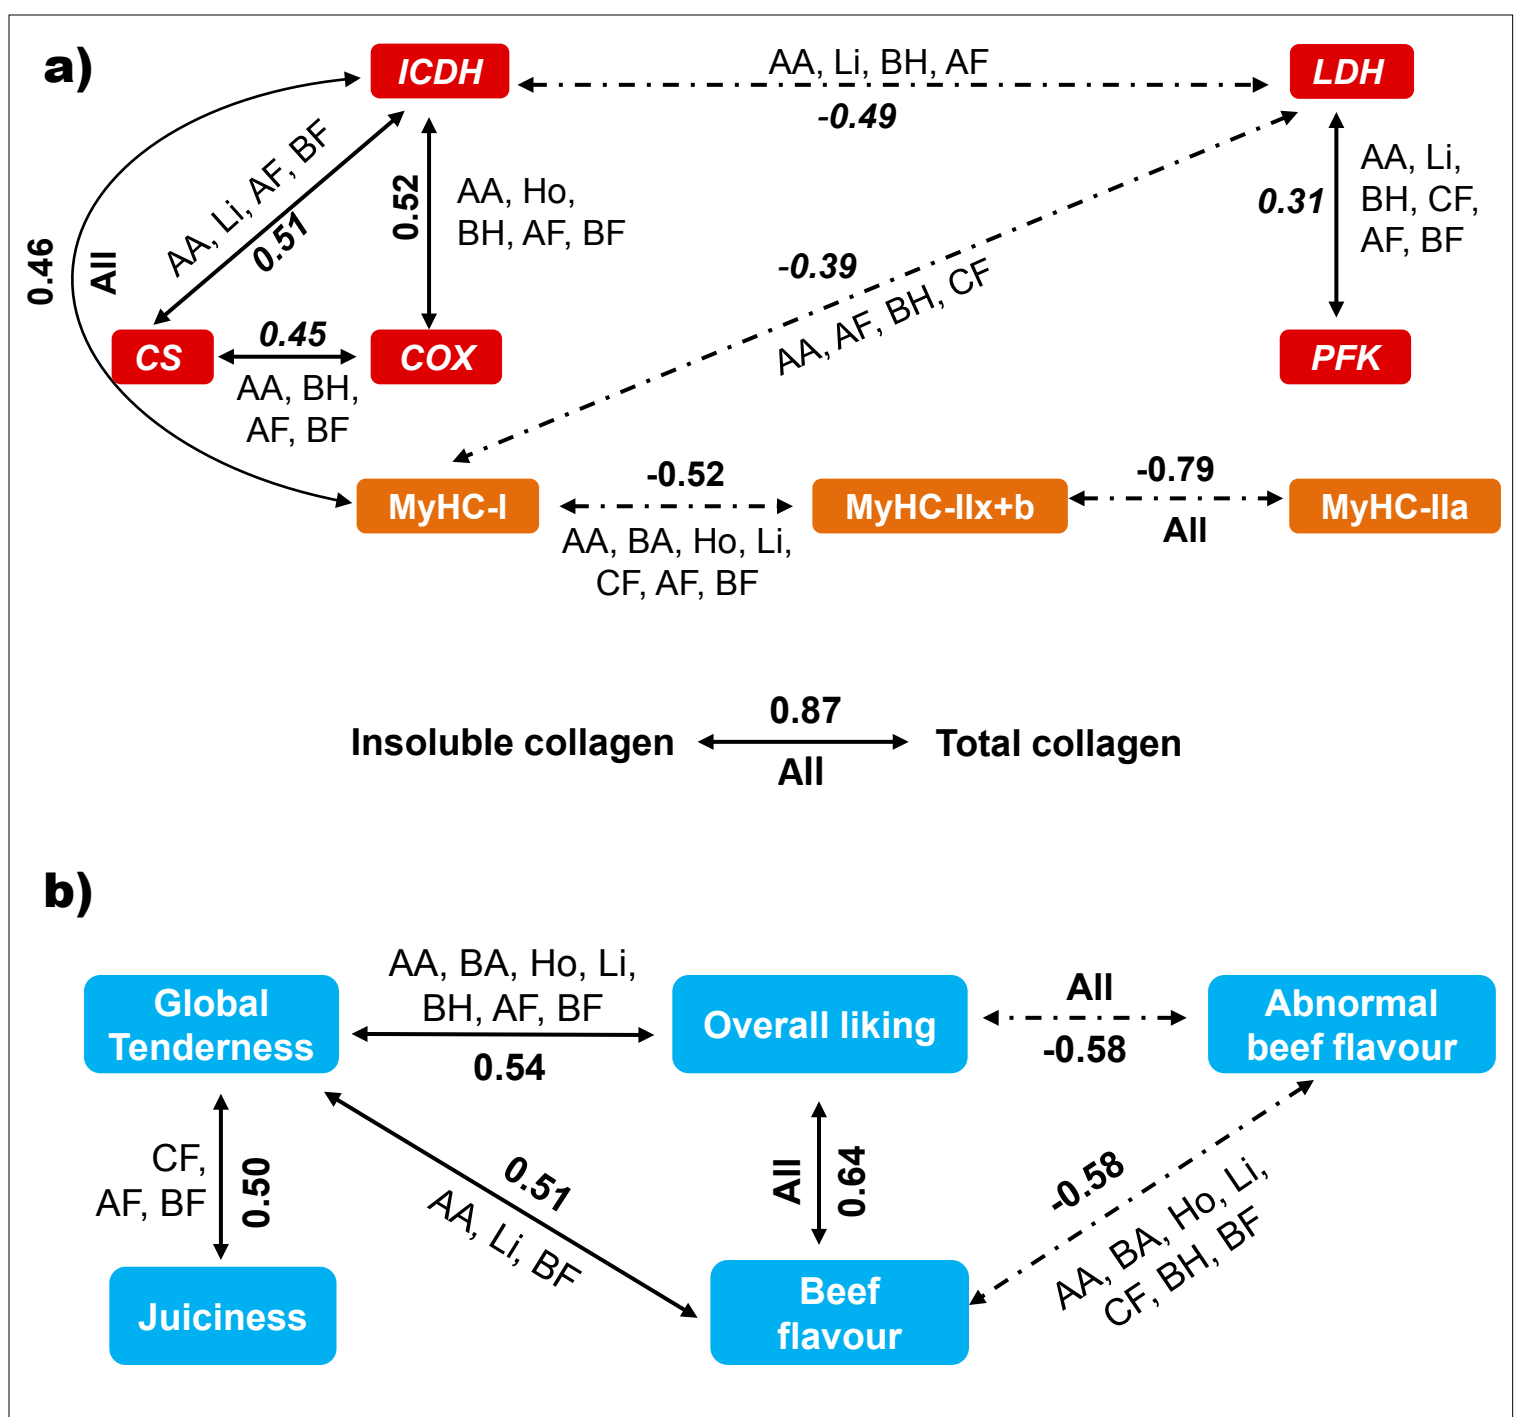 a)
ICDH
AA, Li, BH, AF
-0.49
LDH
AA, Li, AF, BF
0.51
0.52
AA, Ho,
BH, AF, BF
0.31
AA, Li,
BH, CF,
AF, BF
0.46
All
-0.39
AA, AF, BH, CF
CS
0.45
AA, BH,
AF, BF
COX
PFK
MyHC-I
-0.52
AA, BA, Ho, Li,
CF, AF, BF
MyHC-IIx+b
-0.79
All
MyHC-IIa
Insoluble collagen
0.87
All
Total collagen
b)
Global
Tenderness
AA, BA, Ho, Li,
BH, AF, BF
0.54
Overall liking
All
-0.58
Abnormal
beef flavour
CF,
AF, BF
0.50
0.51
AA, Li, BF
All
0.64
-0.58
AA, BA, Ho, Li,
CF, BH, BF
Juiciness
Beef
flavour